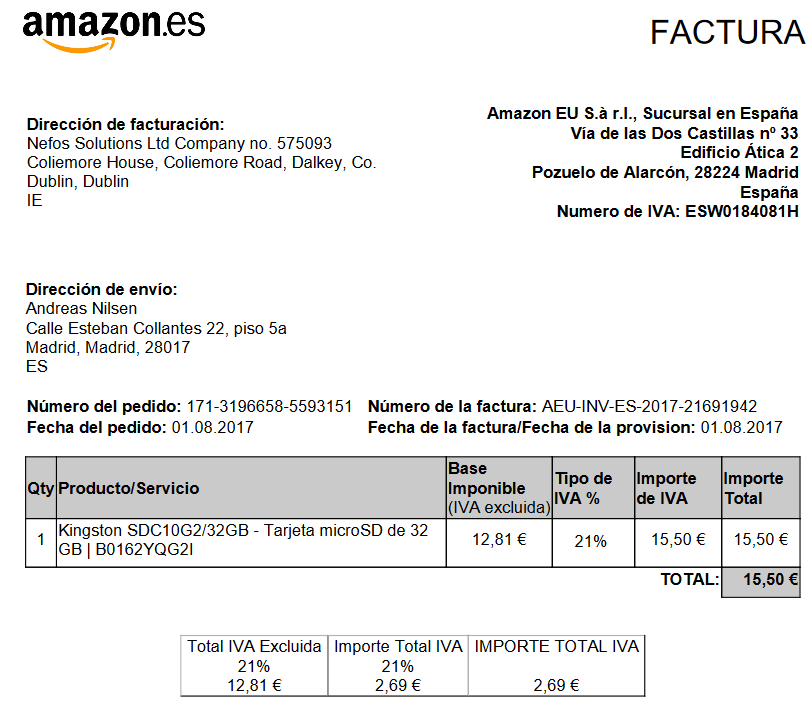 amazon.es
FACTURA
Dirección de facturación:
Nefos Solutions Ltd Company no. 575093
Coliemore House, Coliemore Road, Dalkey, Co.
Dublin, Dublin
IE
Amazon EU S.à r.l., Sucursal en España
Vía de las Dos Castillas nº 33
Edificio Ática 2
Pozuelo de Alarcón, 28224 Madrid
España
Numero de IVA: ESW0184081H
Dirección de envío:
Andreas Nilsen
Calle Esteban Collantes 22, piso 5a
Madrid, Madrid, 28017
ES
Número del pedido: 171-3196658-5593151 Número de la factura: AEU-INV-ES-2017-21691942
Fecha del pedido: 01.08.2017 Fecha de la factura/Fecha de la provision: 01.08.2017
Qty Producto/Servicio Base Imponible (IVA excluida) Tipo de IVA % Importe de IVA Importe Total
1 Kingston SDC10G2/32GB - Tarjeta microSD de 32 GB | B0162YQG2I 12,81 € 21% 15,50 € 15,50 €
TOTAL: 15,50 €
Total IVA Excluida Importe Total IVA IMPORTE TOTAL IVA
21% 21%
12,81 € 2,69 € 2,69 €